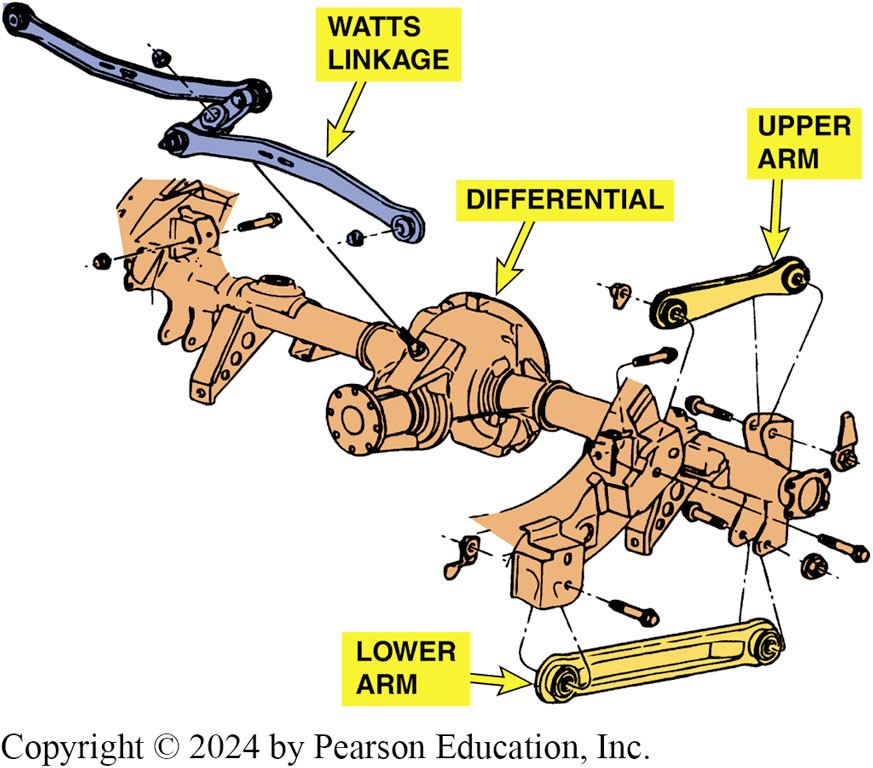 WATTS
LINKAGE
UPPER
ARM
DIFFERENTIAL
LOWER
ARM
Copyright © 2024 by Pearson Education, Inc.